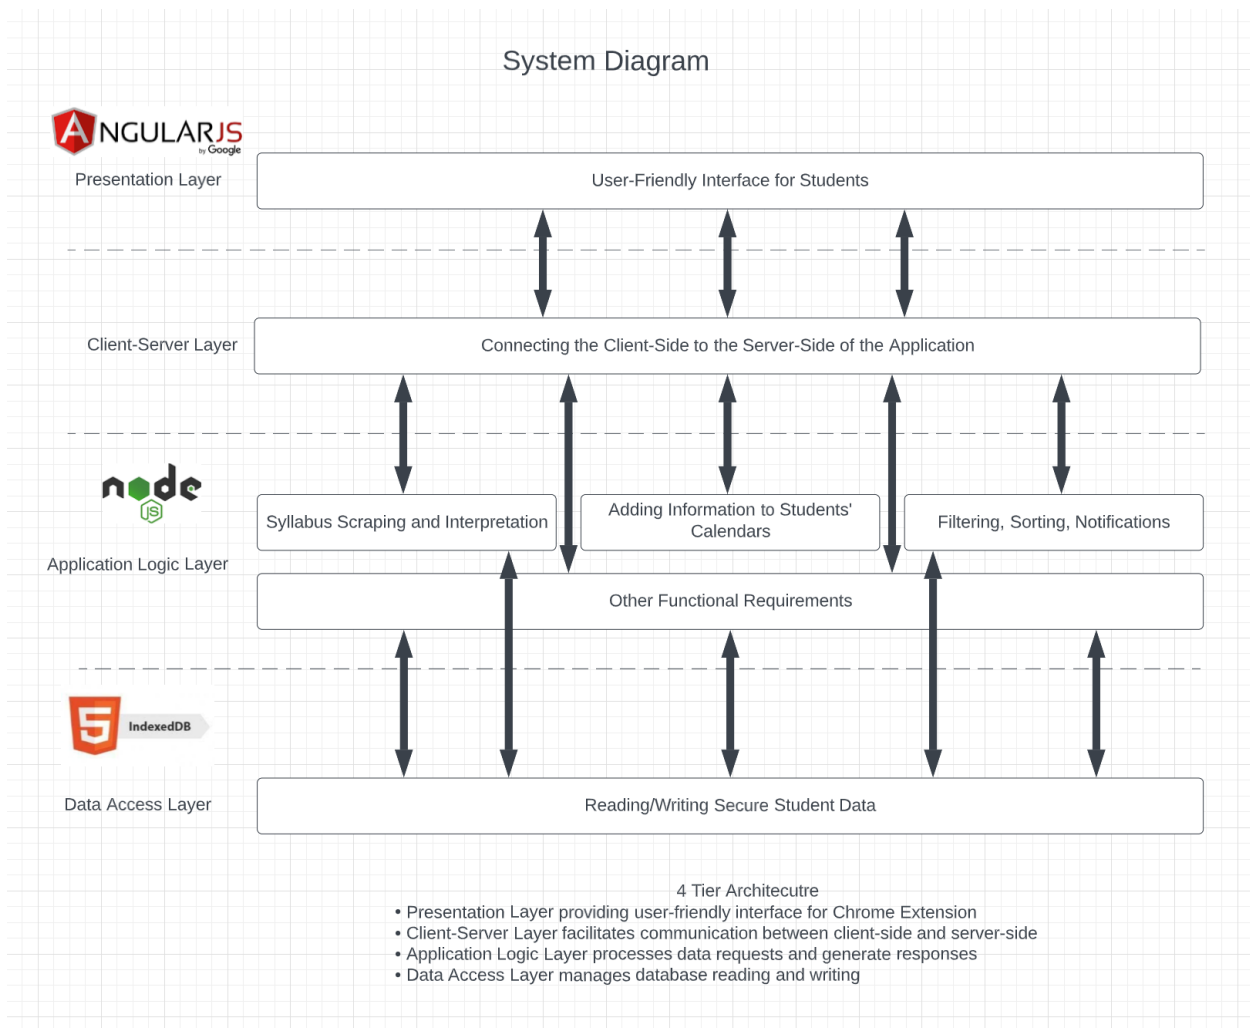 System Diagram
ANGULARJS
by Google
Presentation Layer
User-Friendly Interface for Students
Client-Server Layer
Connecting the Client-Side to the Server-Side of the Application
node
JS
Syllabus Scraping and Interpretation
Adding Information to Students'
Calendars
Filtering, Sorting, Notifications
Application Logic Layer
Other Functional Requirements
5
IndexedDB
Data Access Layer
Reading/Writing Secure Student Data
4 Tier Architecutre
• Presentation Layer providing user-friendly interface for Chrome Extension
• Client-Server Layer facilitates communication between client-side and server-side
• Application Logic Layer processes data requests and generate responses
• Data Access Layer manages database reading and writing